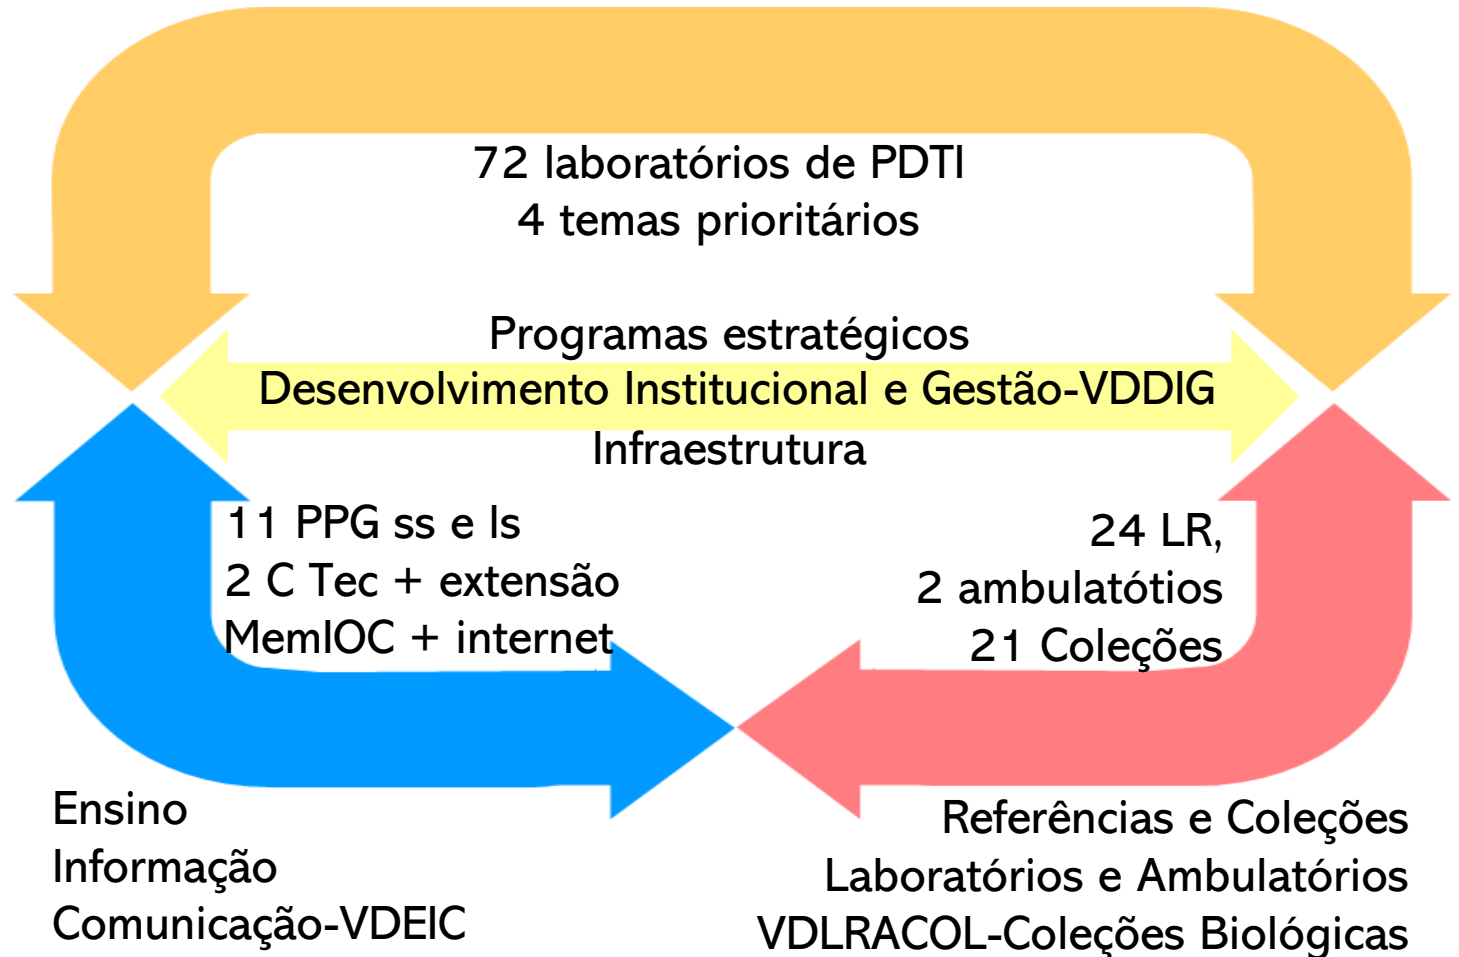 72 laboratórios de PDTI
4 temas prioritários
Programas estratégicos
Desenvolvimento Institucional e Gestão-VDDIG
Infraestrutura
11 PPG ss e ls
2 C Tec + extensão
MemIOC + internet
24 LR,
2 ambulatótios
21 Coleções
Ensino
Informação
Comunicação-VDEIC
Referências e Coleções
Laboratórios e Ambulatórios
VDLRACOL-Coleções Biológicas